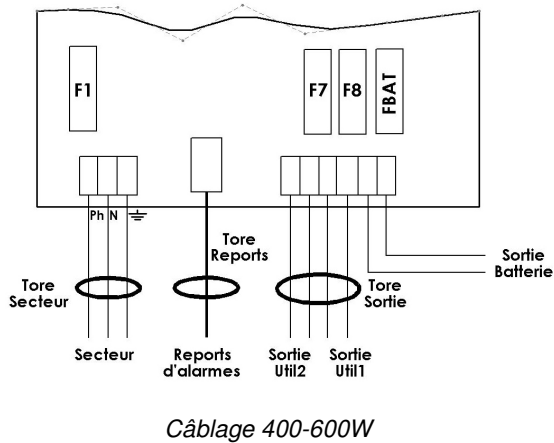 F1
F7
F8
FBAT
Ph N
Tore
Reports
Tore
Secteur
Tore
Sortie
Sortie
Batterie
Secteur
Reports
d'alarmes
Sortie
Util2
Sortie
Util1
Câblage 400-600W